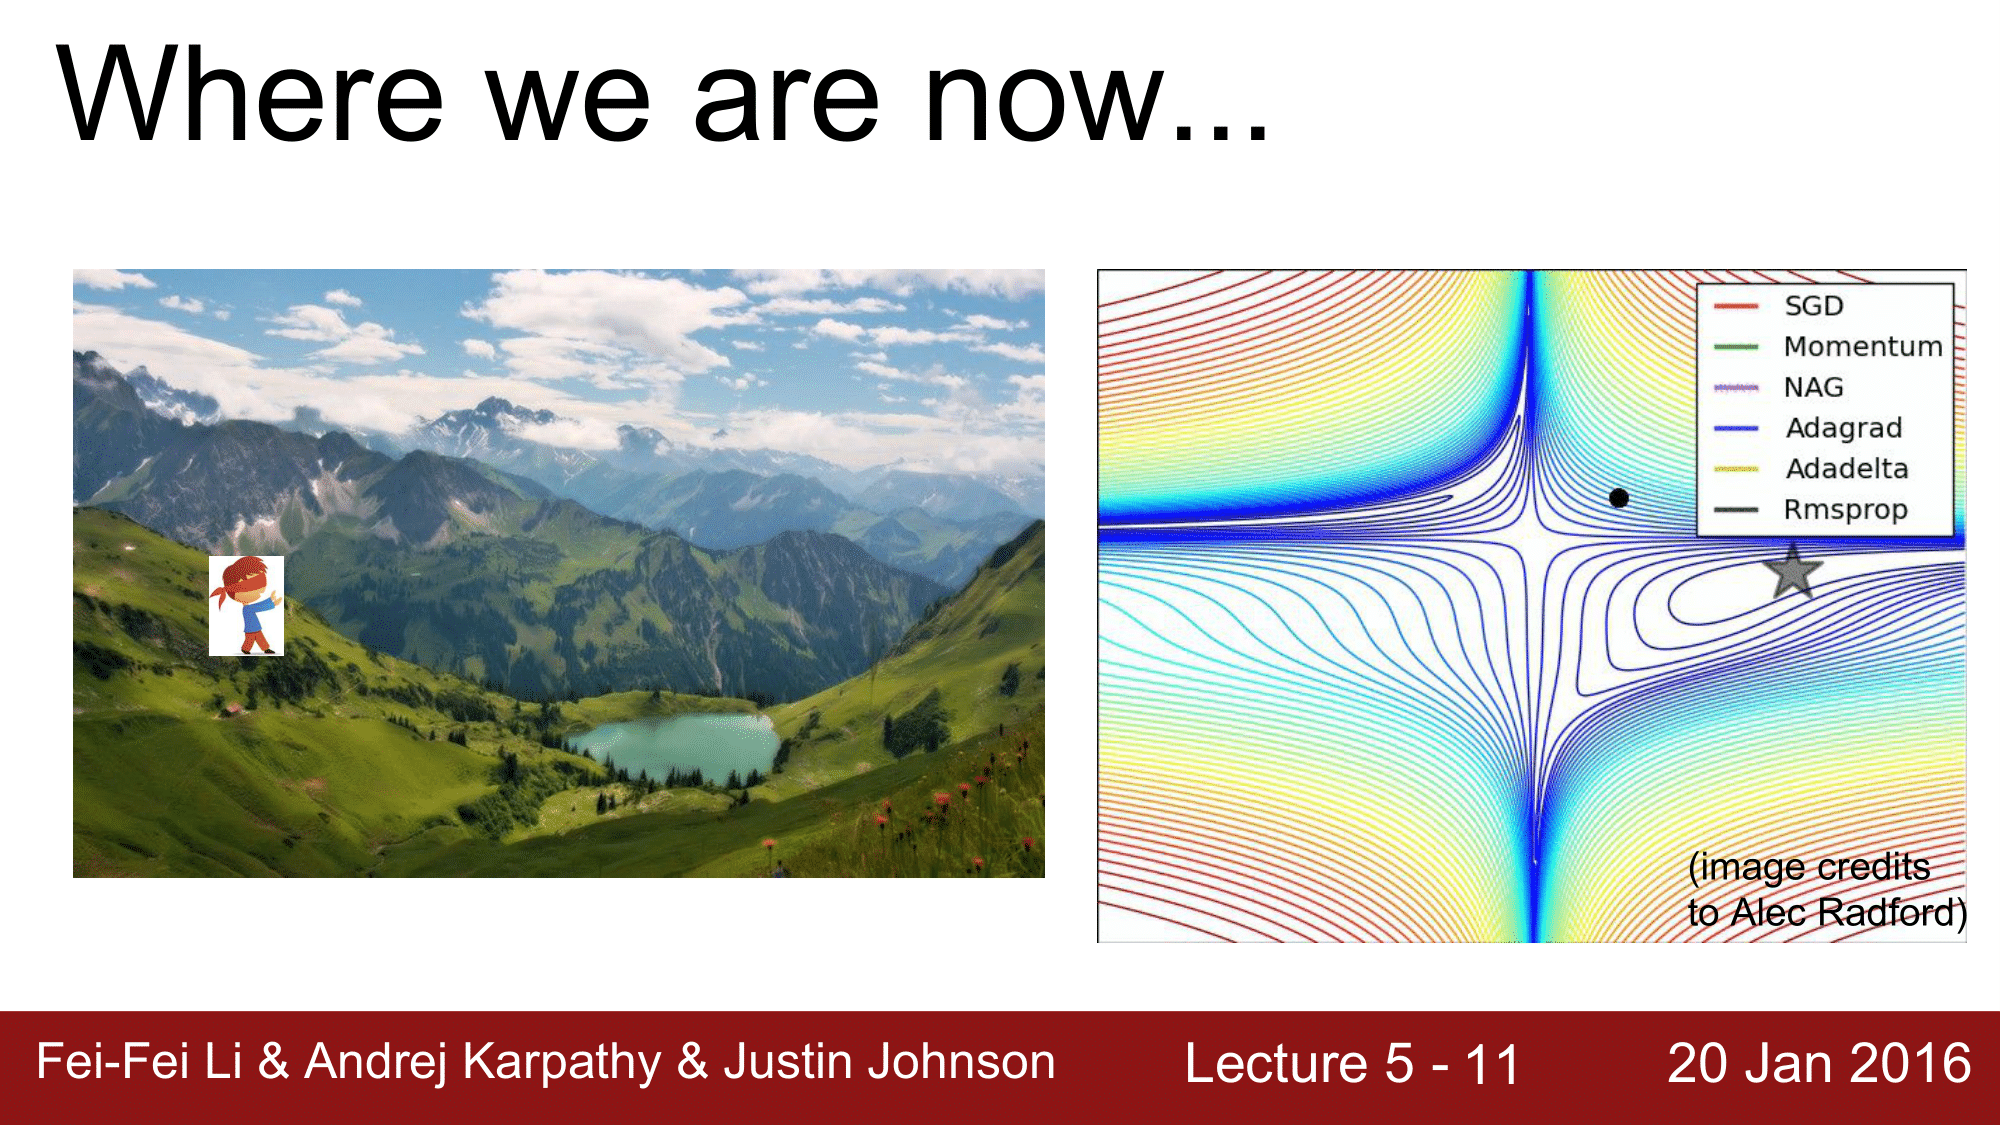 Where we are now...
SGD
Momentum
NAG
Adagrad
Adadelta
Rmsprop
(image credits
to Alec Radford)
Fei-Fei Li & Andrej Karpathy & Justin Johnson
Lecture 5 - 11
20 Jan 2016